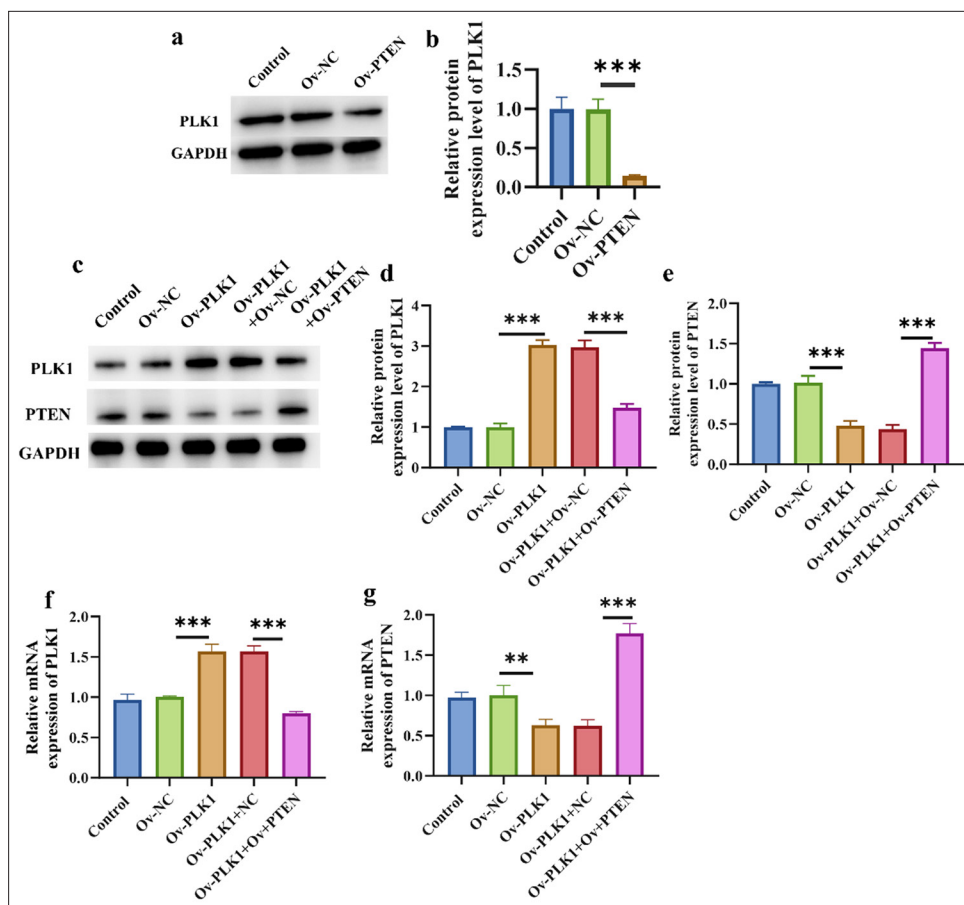 a
Control
Ov-NC
Ov-PTEN
PLK1
GAPDH
b
Relative protein
expression level of PLK1
1.5
1.0
0.5
0.0
***
Control
Ov-NC
Ov-PTEN
c
Control
Ov-NC
Ov-PLK1
Ov-PLK1
+Ov-NC
Ov-PLK1
+Ov-PTEN
PLK1
PTEN
GAPDH
d
Relative protein
expression level of PLK1
4
3
2
1
0
***
***
Control
Ov-NC
Ov-PLK1
Ov-PLK1+Ov-NC
Ov-PLK1+Ov-PTEN
e
Relative protein
expression level of PTEN
2.0
1.5
1.0
0.5
0.0
***
***
Control
Ov-NC
Ov-PLK1
Ov-PLK1+Ov-NC
Ov-PLK1+Ov-PTEN
f
Relative mRNA
expression of PLK1
2.0
1.5
1.0
0.5
0.0
***
***
Control
Ov-NC
Ov-PLK1
Ov-PLK1+NC
Ov-PLK1+Ov+PTEN
g
Relative mRNA
expression of PTEN
2.0
1.5
1.0
0.5
0.0
**
***
Control
Ov-NC
Ov-PLK1
Ov-PLK1+NC
Ov-PLK1+Ov+PTEN